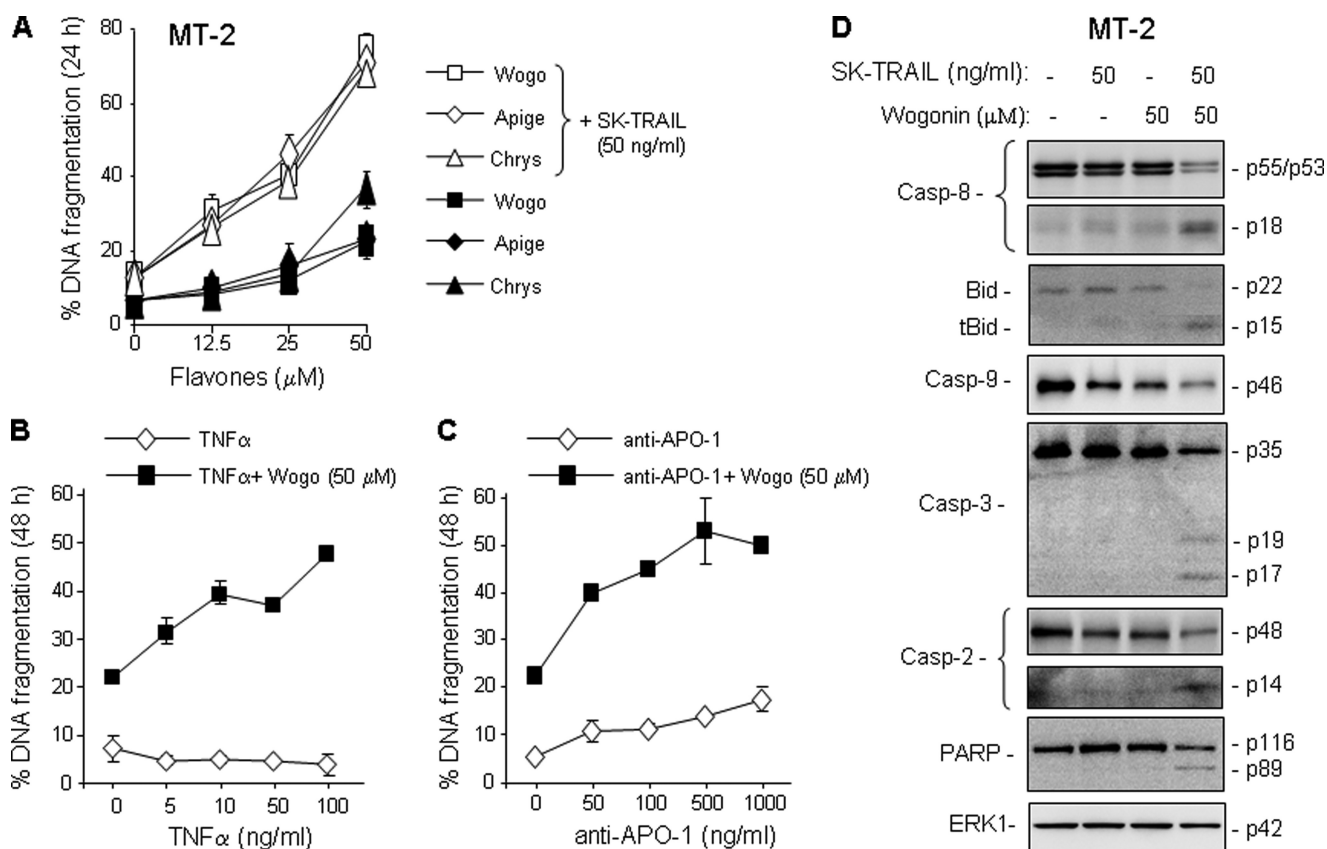 A
MT-2
% DNA fragmentation (24 h)
80
60
40
20
0
0 12.5 25 50
Flavones (μM)
Wogo
Apige
Chrys
+ SK-TRAIL
(50 ng/ml)
Wogo
Apige
Chrys
B
TNFα
TNFα+ Wogo (50 μM)
% DNA fragmentation (48 h)
60
50
40
30
20
10
0
0 5 10 50 100
TNFα (ng/ml)
C
anti-APO-1
anti-APO-1+ Wogo (50 μM)
% DNA fragmentation (48 h)
60
50
40
30
20
10
0
0 50 100 500 1000
anti-APO-1 (ng/ml)
D
MT-2
SK-TRAIL (ng/ml): - 50 - 50
Wogonin (μM): - - 50 50
Casp-8 -
- p55/p53
- p18
Bid - - p22
tBid - - p15
Casp-9 - - p46
Casp-3 -
- p35
- p19
- p17
Casp-2 -
- p48
- p14
PARP - - p116
- p89
ERK1- - p42